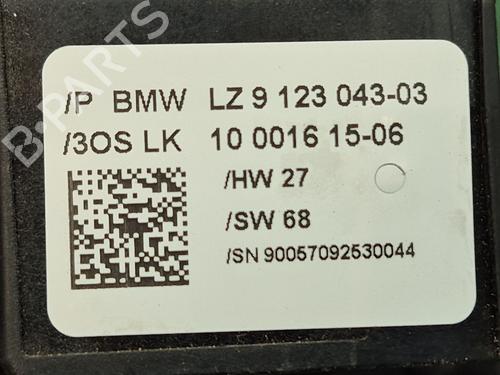 B-PARTS
/P BMW LZ 9 123 043-03
/3OS LK 10 0016 15-06
/HW 27
/SW 68
/SN 90057092530044